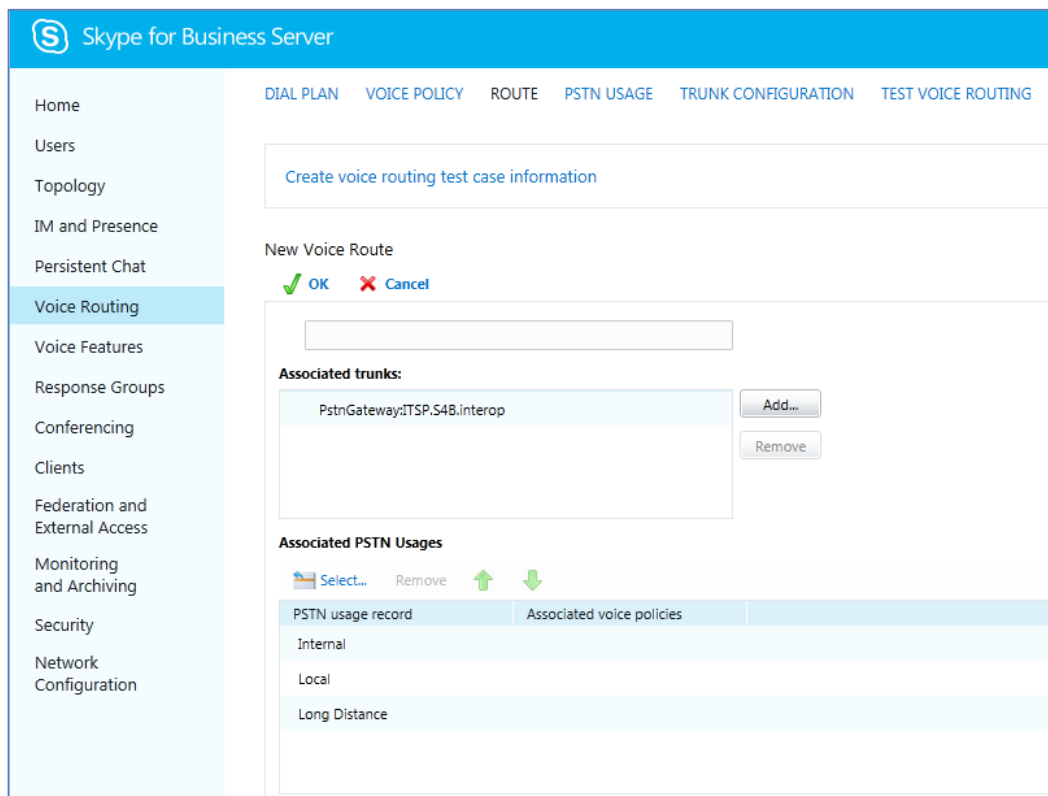 Skype for Business Server
Home
Users
Topology
IM and Presence
Persistent Chat
Voice Routing
Voice Features
Response Groups
Conferencing
Clients
Federation and
External Access
Monitoring
and Archiving
Security
Network
Configuration
DIAL PLAN VOICE POLICY ROUTE PSTN USAGE TRUNK CONFIGURATION TEST VOICE ROUTING
Create voice routing test case information
New Voice Route
OK Cancel
Associated trunks:
PstnGateway:ITSP.S4B.interop
Add...
Remove
Associated PSTN Usages
Select... Remove
PSTN usage record Associated voice policies
Internal
Local
Long Distance